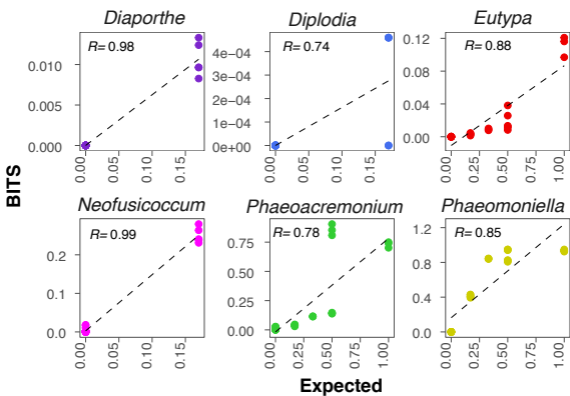 Diaporthe Diplodia Eutypa
R= 0.98 R= 0.74 R= 0.88
0.010
0.005
0.000
4e−04
3e−04
2e−04
1e−04
0e+00
0.12
0.08
0.04
0.00
0.00 0.05 0.10 0.15
0.00 0.05 0.10 0.15
0.00 0.25 0.50 0.75 1.00
BITS
Neofusicoccum Phaeoacremonium Phaeomoniella
R= 0.99 R= 0.78 R= 0.85
0.2
0.1
0.0
0.75
0.50
0.25
0.00
1.2
0.8
0.4
0.0
0.00 0.05 0.10 0.15
0.00 0.25 0.50 0.75 1.00
0.00 0.25 0.50 0.75 1.00
Expected